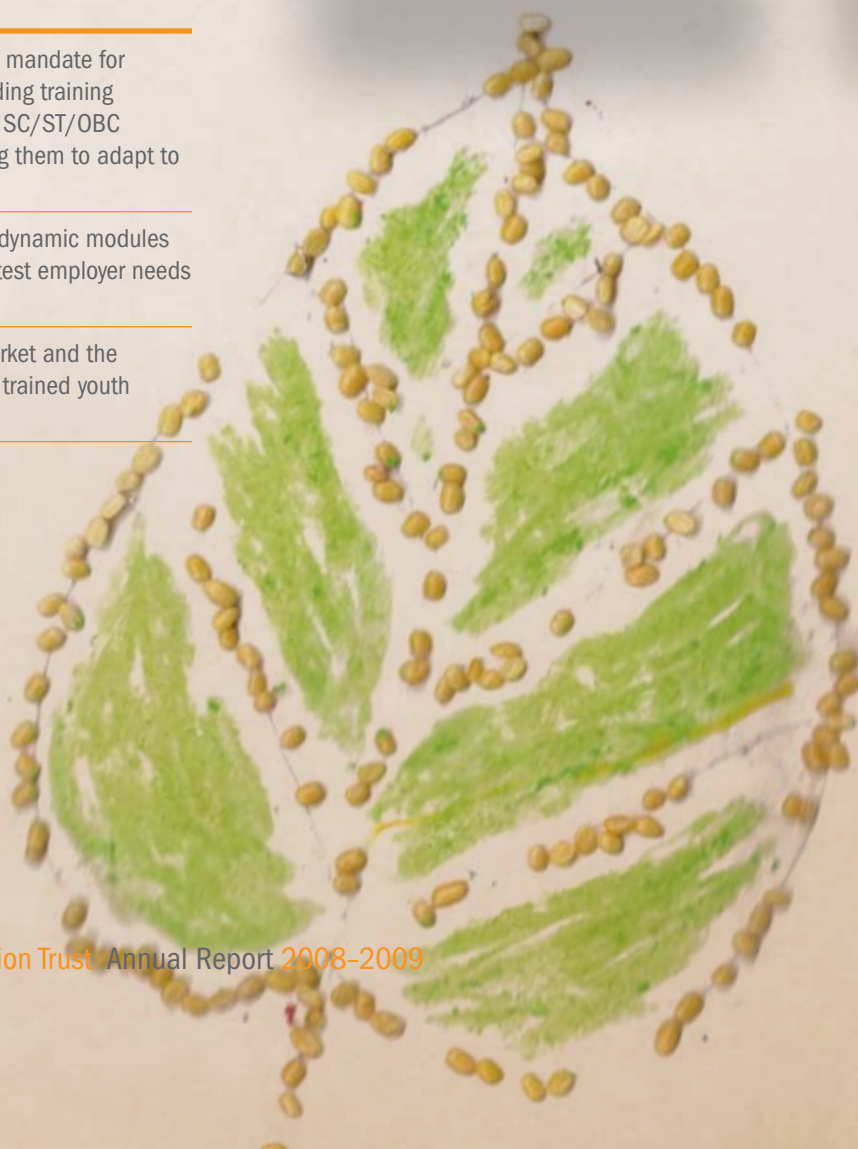 mandate for
ding training
SC/ST/OBC
g them to adapt to
dynamic modules
test employer needs
rket and the
trained youth
ion Trust Annual Report 2008–2009